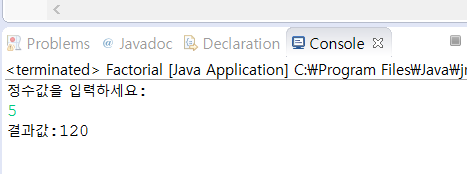 Problems @ Javadoc Declaration Console
<terminated> Factorial [Java Application] C:₩Program Files₩Java₩jr
정수값을 입력하세요:
5
결과값:120